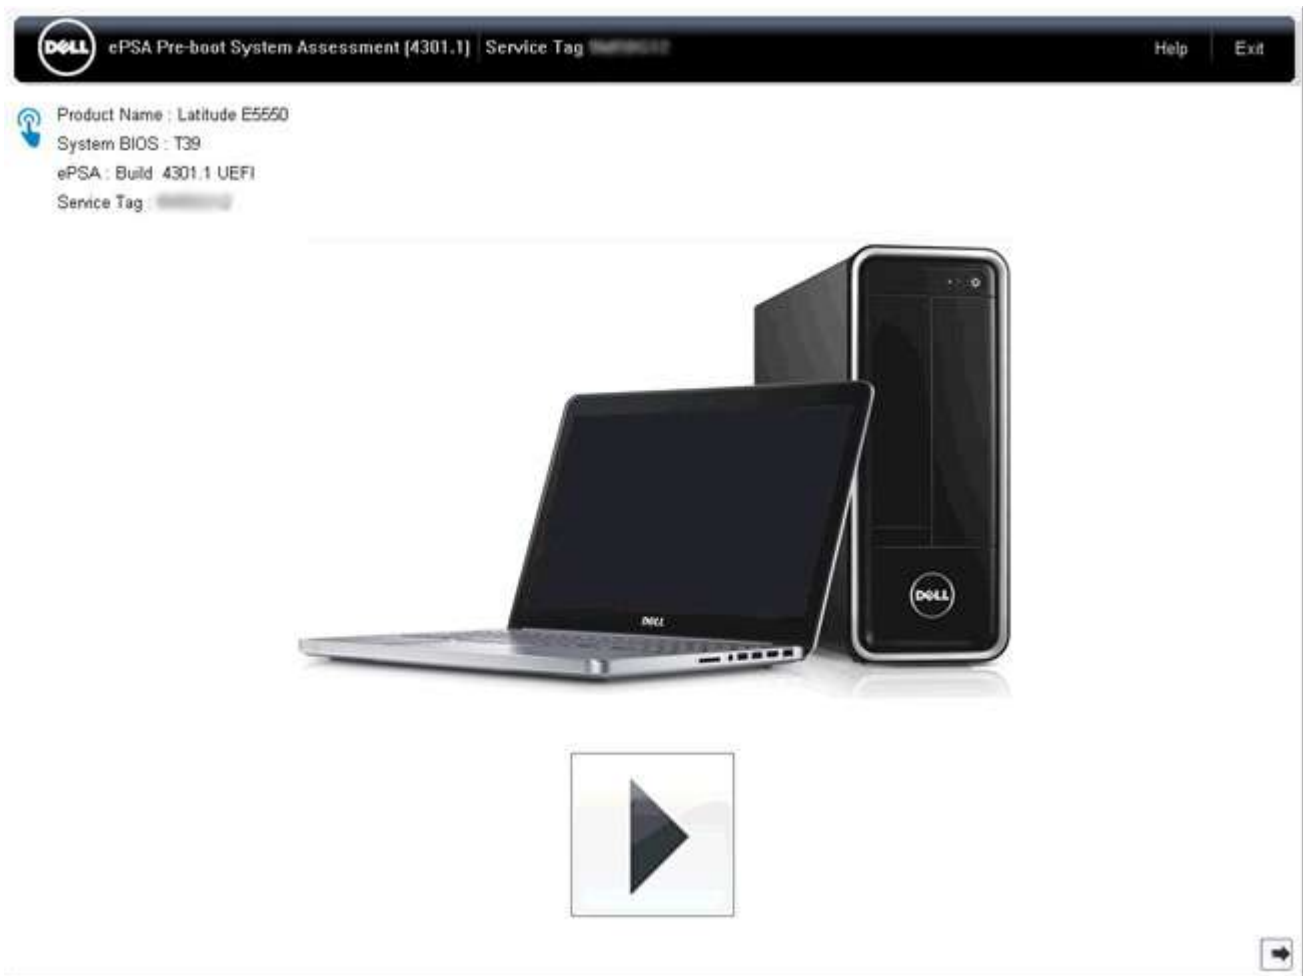 DELL ePSA Pre-boot System Assessment (4301.1) Service Tag Help Exit
Product Name : Latitude E5550
System BIOS : T39
ePSA : Build 4301.1 UEFI
Service Tag :
DELL
DELL